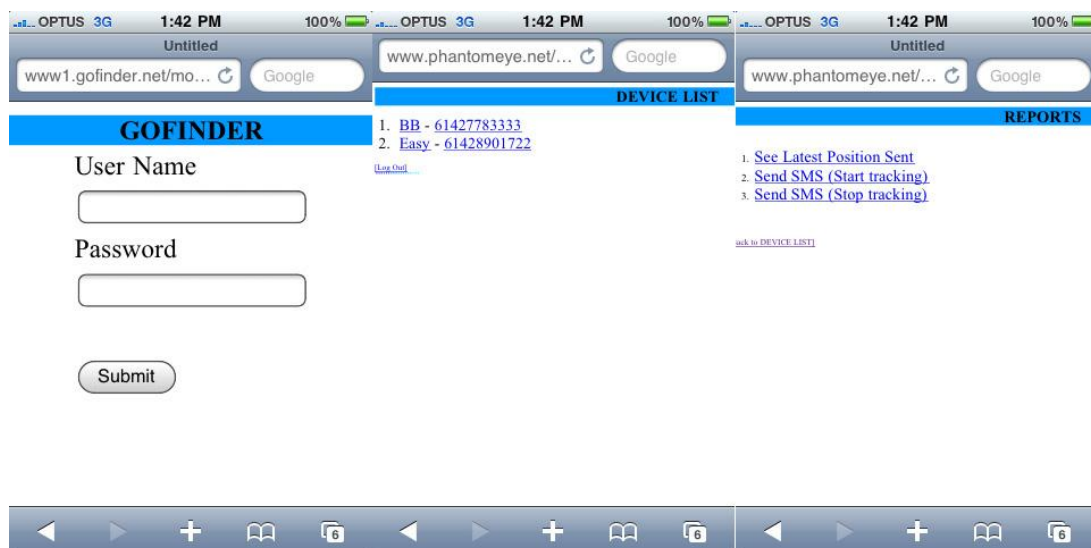 OPTUS 3G 1:42 PM 100%
Untitled
www1.gofinder.net/mo... Google
GOFINDER
User Name
Password
Submit
6
OPTUS 3G 1:42 PM 100%
www.phantomeye.net/... Google
DEVICE LIST
1. BB - 61427783333
2. Easy - 61428901722
[Log Out]
6
OPTUS 3G 1:42 PM 100%
Untitled
www.phantomeye.net/... Google
REPORTS
1. See Latest Position Sent
2. Send SMS (Start tracking)
3. Send SMS (Stop tracking)
ack to DEVICE LIST]
6